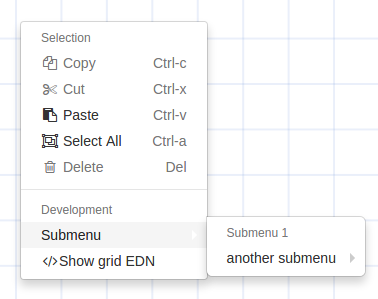 Selection
Copy Ctrl-c
Cut Ctrl-x
Paste Ctrl-v
Select All Ctrl-a
Delete Del
Development
Submenu
Show grid EDN
Submenu 1
another submenu